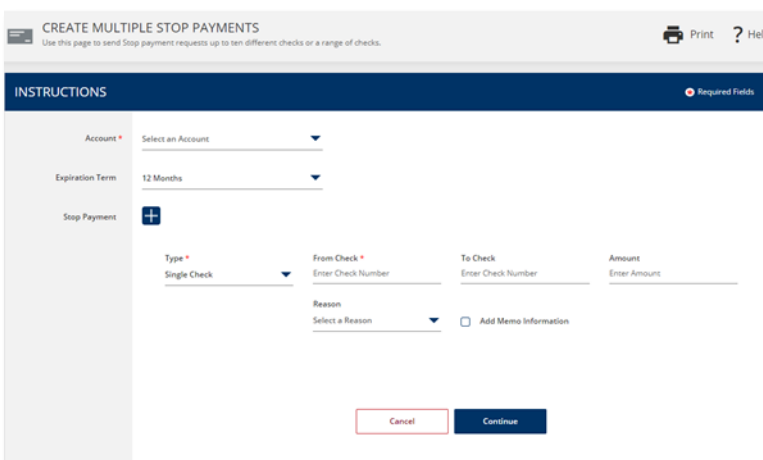 CREATE MULTIPLE STOP PAYMENTS
Use this page to send Stop payment requests up to ten different checks or a range of checks.
Print
? Hel
INSTRUCTIONS
Required Fields
Account *
Select an Account
Expiration Term
12 Months
Stop Payment
Type *
From Check *
To Check
Amount
Single Check
Enter Check Number
Enter Check Number
Enter Amount
Reason
Select a Reason
Add Memo Information
Cancel
Continue